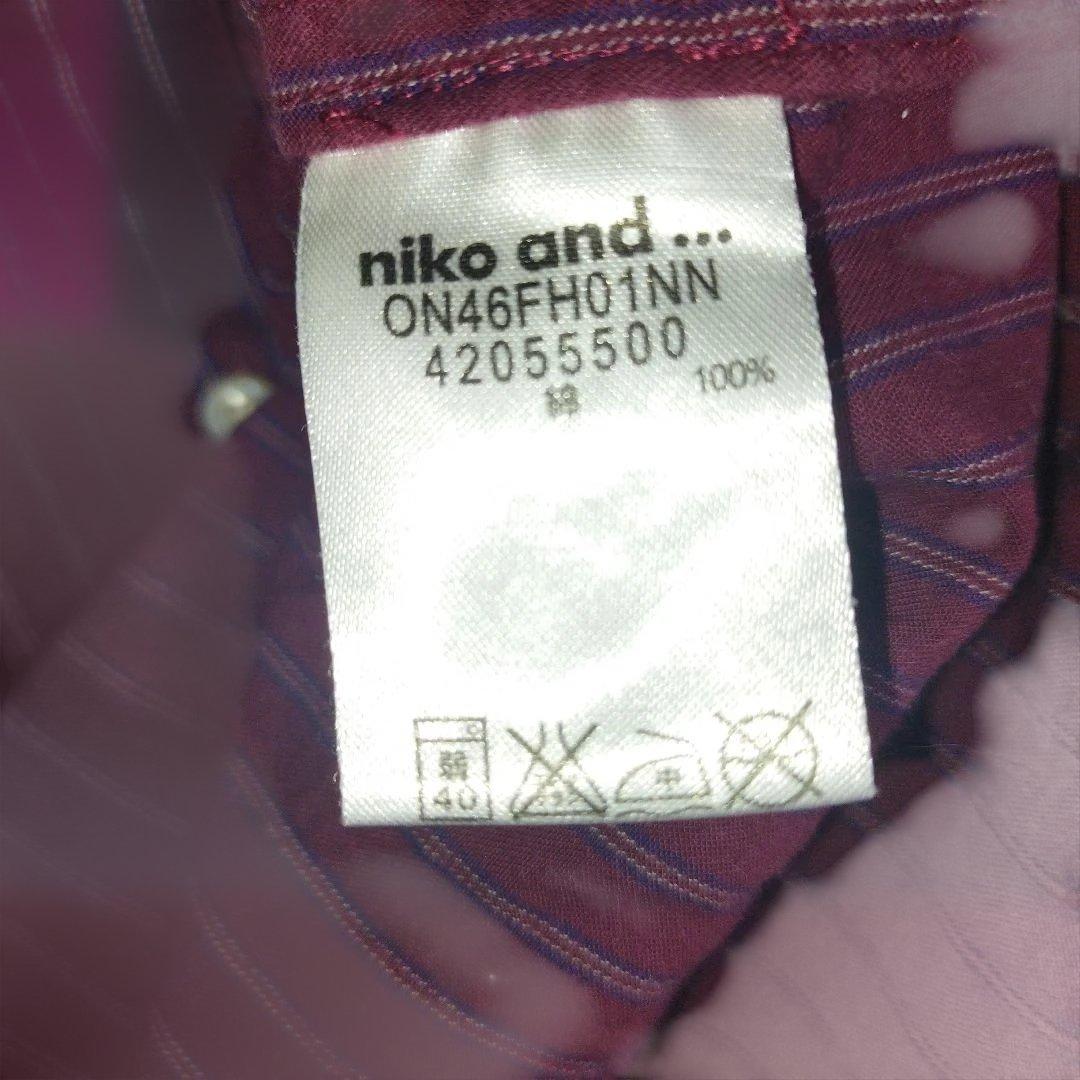 niko and ...
ON46FH01NN
42055500
綿 100%
弱 中
40